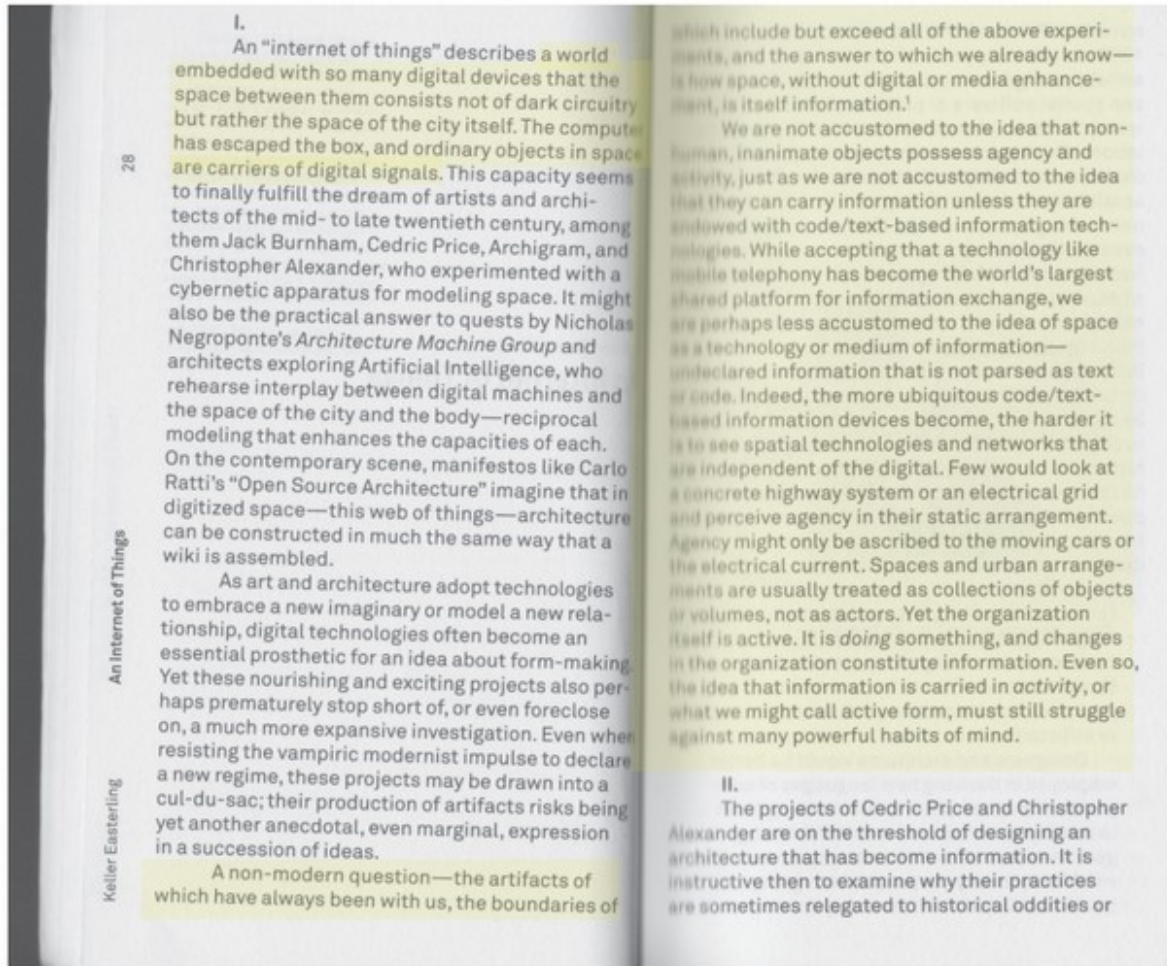 I.
An “internet of things” describes a world
embedded with so many digital devices that the
space between them consists not of dark circuitry
but rather the space of the city itself. The computer
has escaped the box, and ordinary objects in space
are carriers of digital signals. This capacity seems
to finally fulfill the dream of artists and archi-
tects of the mid- to late twentieth century, among
them Jack Burnham, Cedric Price, Archigram, and
Christopher Alexander, who experimented with a
cybernetic apparatus for modeling space. It might
also be the practical answer to quests by Nicholas
Negroponte’s Architecture Machine Group and
architects exploring Artificial Intelligence, who
rehearse interplay between digital machines and
the space of the city and the body—reciprocal
modeling that enhances the capacities of each.
On the contemporary scene, manifestos like Carlo
Ratti’s “Open Source Architecture” imagine that in
digitized space—this web of things—architecture
can be constructed in much the same way that a
wiki is assembled.
As art and architecture adopt technologies
to embrace a new imaginary or model a new rela-
tionship, digital technologies often become an
essential prosthetic for an idea about form-making.
Yet these nourishing and exciting projects also per-
haps prematurely stop short of, or even foreclose
on, a much more expansive investigation. Even when
resisting the vampiric modernist impulse to declare
a new regime, these projects may be drawn into a
cul-du-sac; their production of artifacts risks being
yet another anecdotal, even marginal, expression
in a succession of ideas.
A non-modern question—the artifacts of
which have always been with us, the boundaries of
28
An Internet of Things
Keller Easterling
which include but exceed all of the above experi-
ments, and the answer to which we already know—
is how space, without digital or media enhance-
ment, is itself information.¹
We are not accustomed to the idea that non-
human, inanimate objects possess agency and
activity, just as we are not accustomed to the idea
that they can carry information unless they are
endowed with code/text-based information tech-
nologies. While accepting that a technology like
mobile telephony has become the world’s largest
shared platform for information exchange, we
are perhaps less accustomed to the idea of space
as a technology or medium of information—
undeclared information that is not parsed as text
or code. Indeed, the more ubiquitous code/text-
based information devices become, the harder it
is to see spatial technologies and networks that
are independent of the digital. Few would look at
a concrete highway system or an electrical grid
and perceive agency in their static arrangement.
Agency might only be ascribed to the moving cars or
the electrical current. Spaces and urban arrange-
ments are usually treated as collections of objects
or volumes, not as actors. Yet the organization
itself is active. It is doing something, and changes
in the organization constitute information. Even so,
the idea that information is carried in activity, or
what we might call active form, must still struggle
against many powerful habits of mind.
II.
The projects of Cedric Price and Christopher
Alexander are on the threshold of designing an
architecture that has become information. It is
instructive then to examine why their practices
are sometimes relegated to historical oddities or